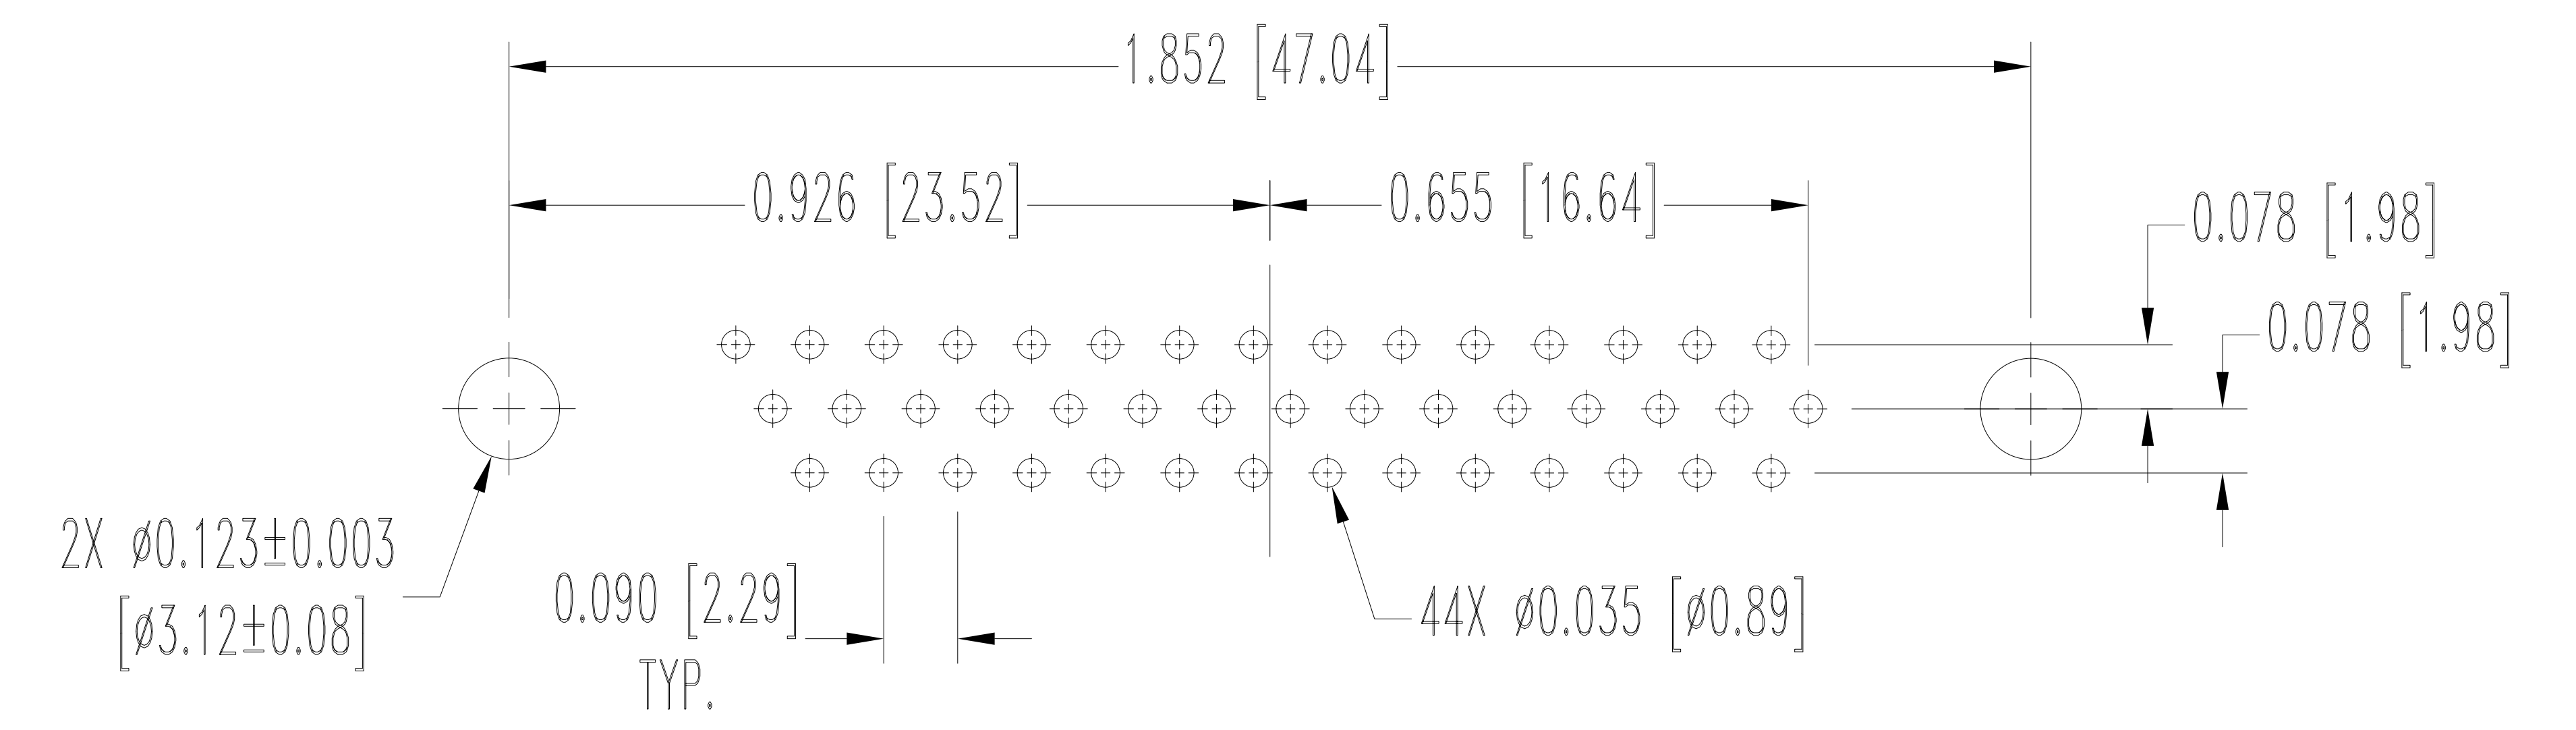 1.852 [47.04]
0.926 [23.52]
0.655 [16.64]
0.078 [1.98]
0.078 [1.98]
2X ø0.123±0.003
[ø3.12±0.08]
0.090 [2.29]
TYP.
44X ø0.035 [ø0.89]